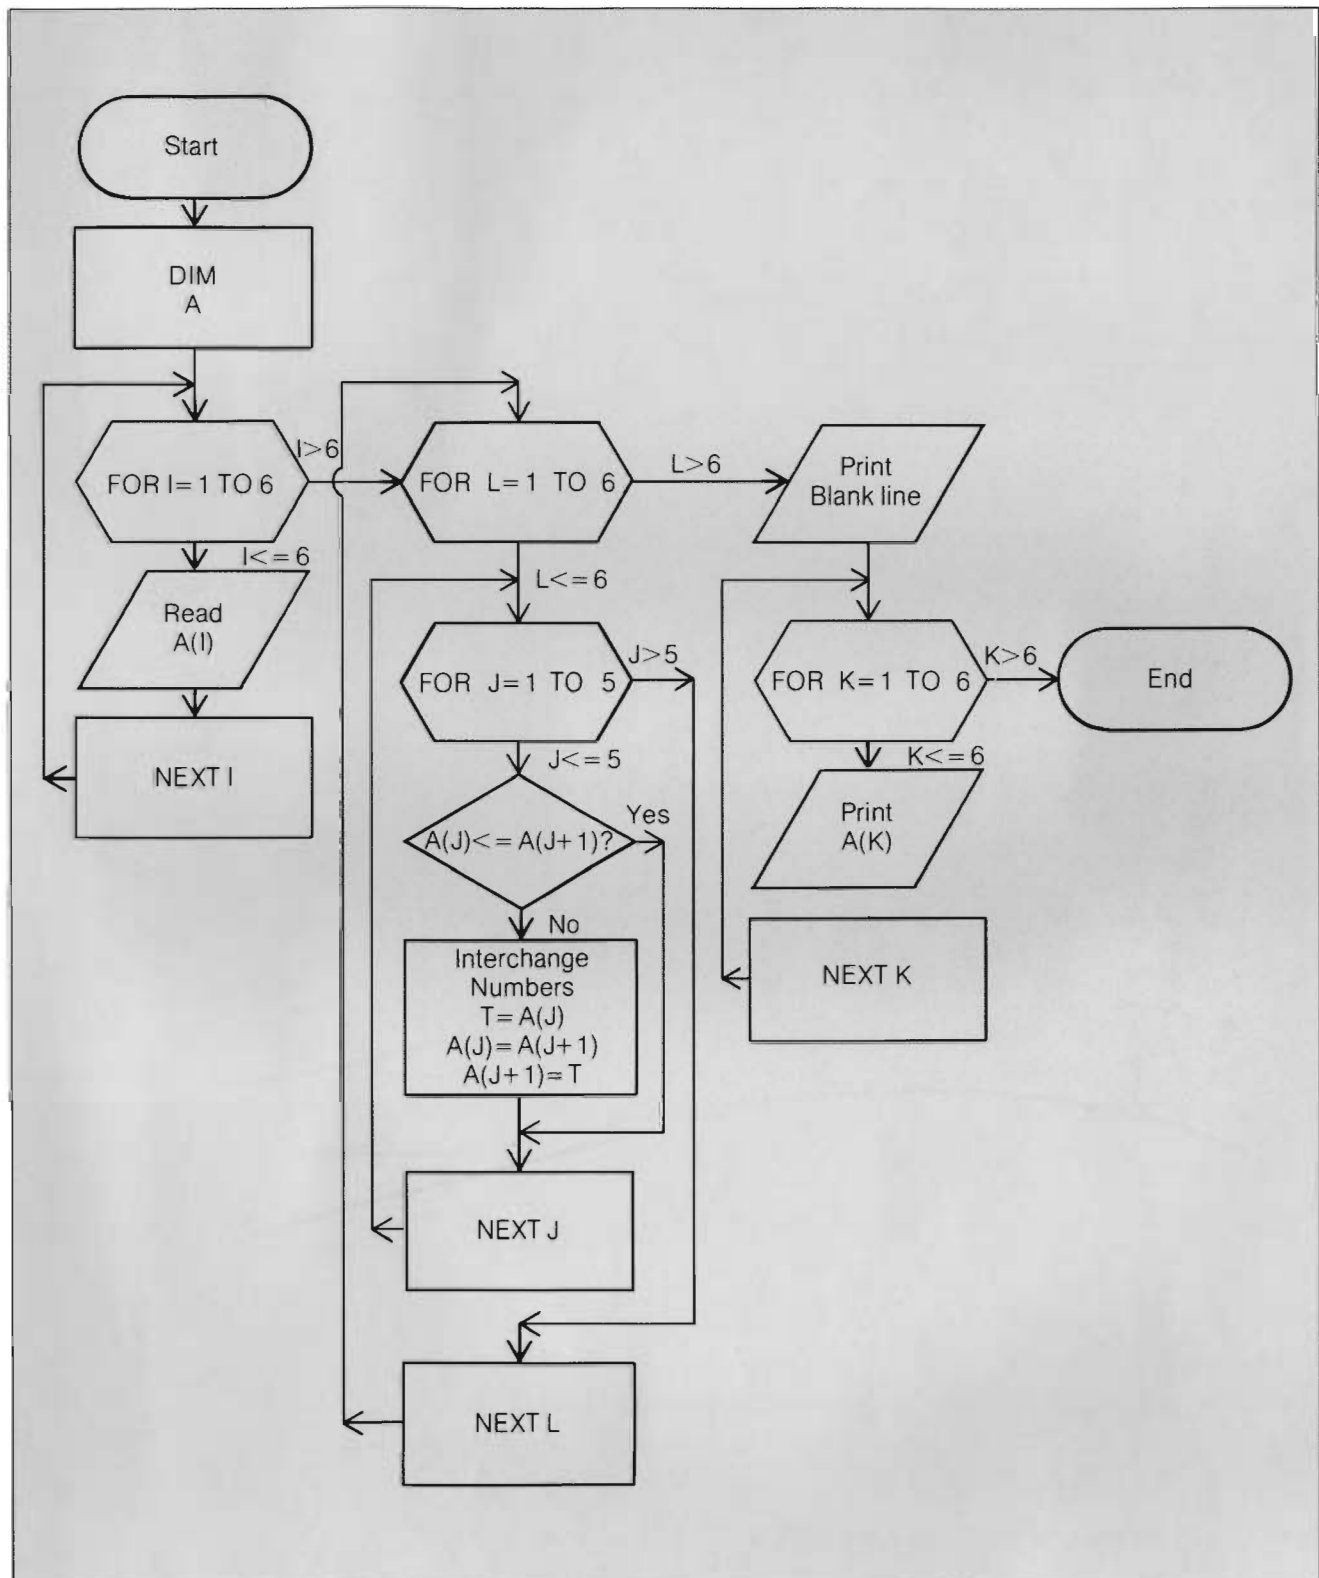 Start
DIM
A
FOR I=1 TO 6
I>6
I<=6
Read
A(I)
NEXT I
FOR L=1 TO 6
L>6
L<=6
FOR J=1 TO 5
J>5
J<=5
A(J)<=A(J+1)?
Yes
No
Interchange
Numbers
T=A(J)
A(J)=A(J+1)
A(J+1)=T
NEXT J
NEXT L
Print
Blank line
FOR K=1 TO 6
K>6
K<=6
Print
A(K)
NEXT K
End